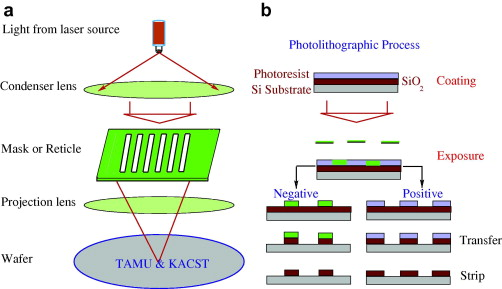 a
Light from laser source
Condenser lens
Mask or Reticle
Projection lens
Wafer
TAMU & KACST
b
Photolithographic Process
Photoresist
SiO2
Si Substrate
Coating
Exposure
Negative
Positive
Transfer
Strip